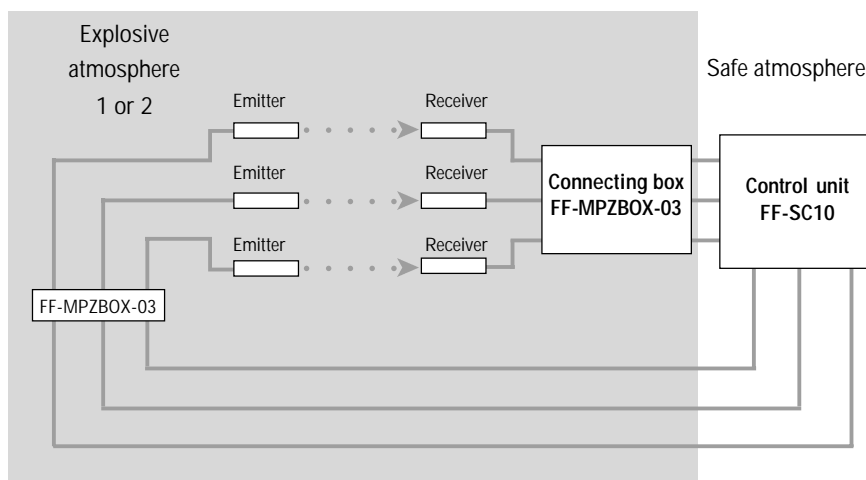 Explosive
atmosphere
1 or 2
Safe atmosphere
Emitter
Receiver
Emitter
Receiver
Emitter
Receiver
Connecting box
FF-MPZBOX-03
Control unit
FF-SC10
FF-MPZBOX-03